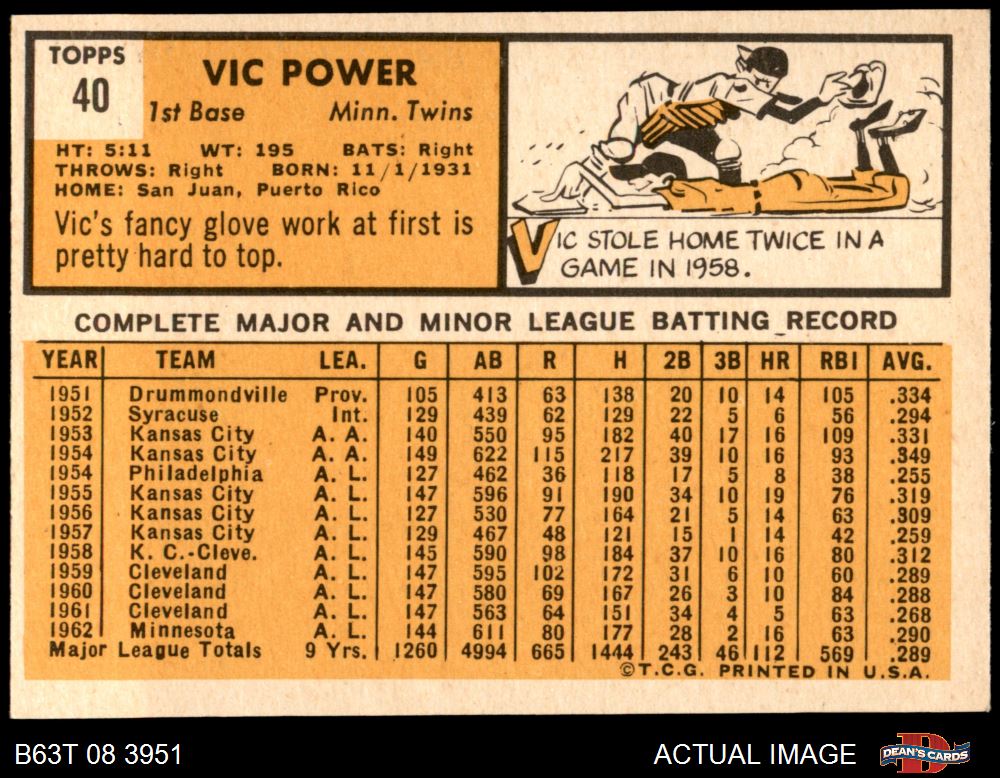 TOPPS
40
VIC POWER
1st Base Minn. Twins
HT: 5:11 WT: 195 BATS: Right
THROWS: Right BORN: 11/1/1931
HOME: San Juan, Puerto Rico
Vic's fancy glove work at first is
pretty hard to top.
VIC STOLE HOME TWICE IN A
GAME IN 1958.
COMPLETE MAJOR AND MINOR LEAGUE BATTING RECORD
YEAR TEAM LEA. G AB R H 2B 3B HR RBI AVG.
1951 Drummondville Prov. 105 413 63 138 20 10 14 105 .334
1952 Syracuse Int. 129 439 62 129 22 5 6 56 .294
1953 Kansas City A. A. 140 550 95 182 40 17 16 109 .331
1954 Kansas City A. A. 149 622 115 217 39 10 16 93 .349
1954 Philadelphia A. L. 127 462 36 118 17 5 8 38 .255
1955 Kansas City A. L. 147 596 91 190 34 10 19 76 .319
1956 Kansas City A. L. 127 530 77 164 21 5 14 63 .309
1957 Kansas City A. L. 129 467 48 121 15 1 14 42 .259
1958 K. C.-Cleve. A. L. 145 590 98 184 37 10 16 80 .312
1959 Cleveland A. L. 147 595 102 172 31 6 10 60 .289
1960 Cleveland A. L. 147 580 69 167 26 3 10 84 .288
1961 Cleveland A. L. 147 563 64 151 34 4 5 63 .268
1962 Minnesota A. L. 144 611 80 177 28 2 16 63 .290
Major League Totals 9 Yrs. 1260 4994 665 1444 243 46 112 569 .289
©T.C.G. PRINTED IN U.S.A.
B63T 08 3951 ACTUAL IMAGE DEAN'S CARDS